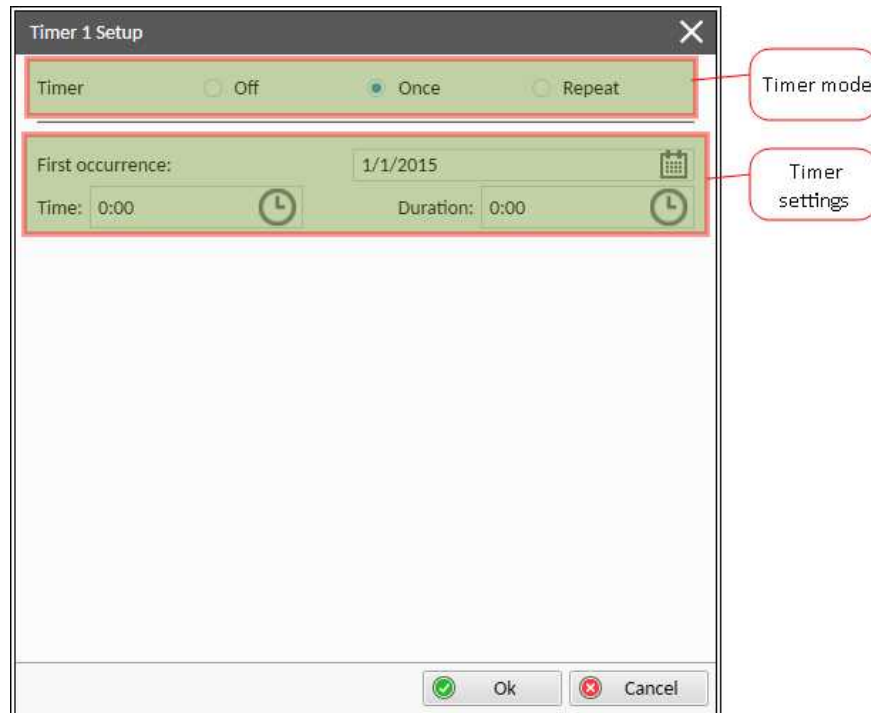 Timer 1 Setup
Timer Off Once Repeat
Timer mode
First occurrence: 1/1/2015
Time: 0:00 Duration: 0:00
Timer
settings
Ok Cancel